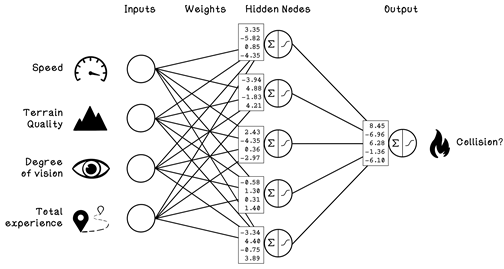 Inputs Weights Hidden Nodes Output
Speed
Terrain
Quality
Degree
of vision
Total
experience
3.35
-5.82
0.85
-4.35
Σ
-3.94
4.88
-1.83
4.21
Σ
2.43
-4.35
0.36
-2.97
Σ
-0.58
1.30
0.31
1.40
Σ
-3.34
4.40
-0.75
3.89
Σ
8.45
-6.96
6.28
-1.36
-6.10
Σ
Collision?